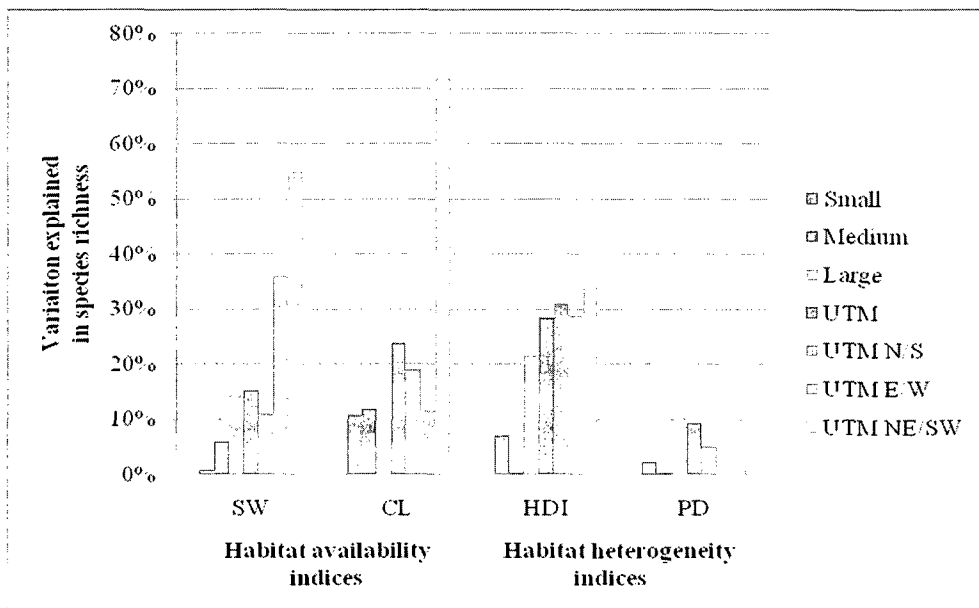 80%
70%
60%
50%
40%
30%
20%
10%
0%
Variaiton explained
in species richness
SW
CL
HDI
PD
Habitat availability
indices
Habitat heterogeneity
indices
Small
Medium
Large
UTM
UTM N/S
UTM E/W
UTM NE/SW